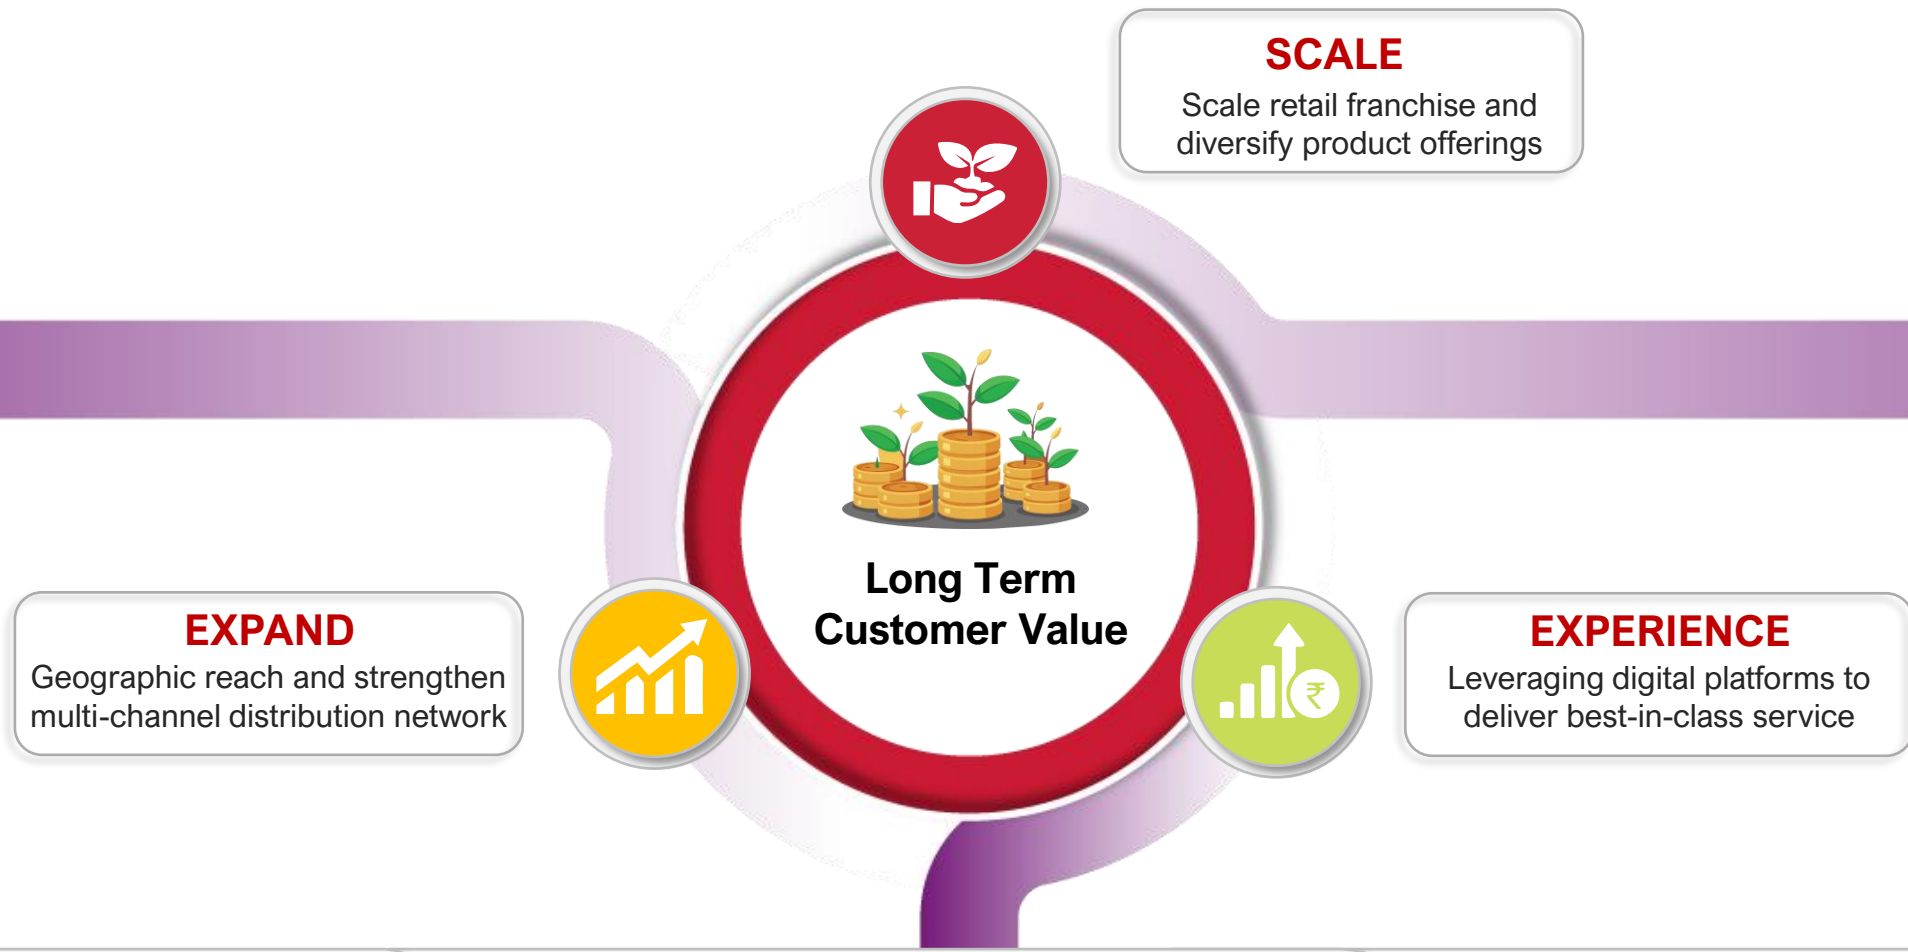 SCALE
Scale retail franchise and
diversify product offerings
Long Term
Customer Value
EXPAND
Geographic reach and strengthen
multi-channel distribution network
₹
EXPERIENCE
Leveraging digital platforms to
deliver best-in-class service